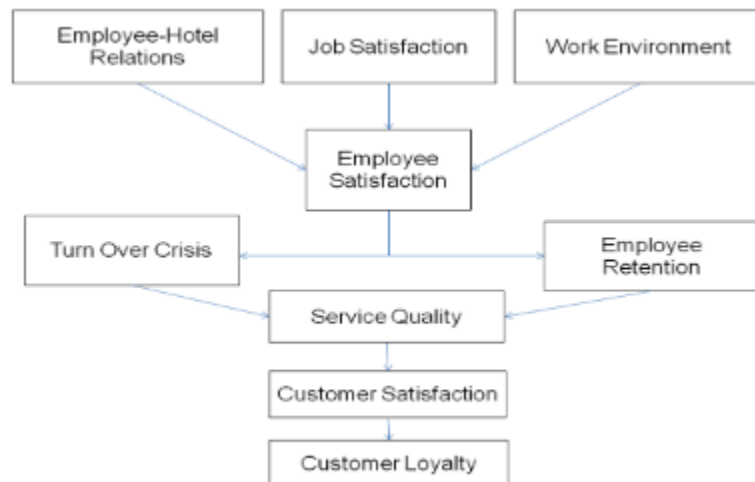 Employee-Hotel
Relations
Job Satisfaction
Work Environment
Employee
Satisfaction
Turn Over Crisis
Employee
Retention
Service Quality
Customer Satisfaction
Customer Loyalty